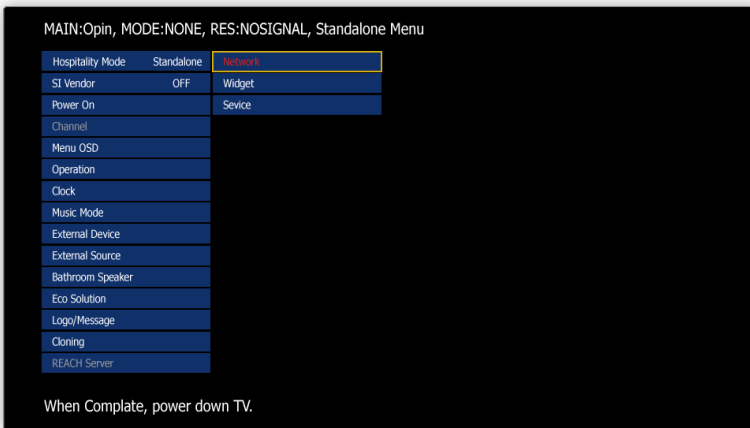 MAIN:Opin, MODE:NONE, RES:NOSIGNAL, Standalone Menu
Hospitality Mode Standalone Network
SI Vendor OFF Widget
Power On Sevice
Channel
Menu OSD
Operation
Clock
Music Mode
External Device
External Source
Bathroom Speaker
Eco Solution
Logo/Message
Cloning
REACH Server
When Complate, power down TV.